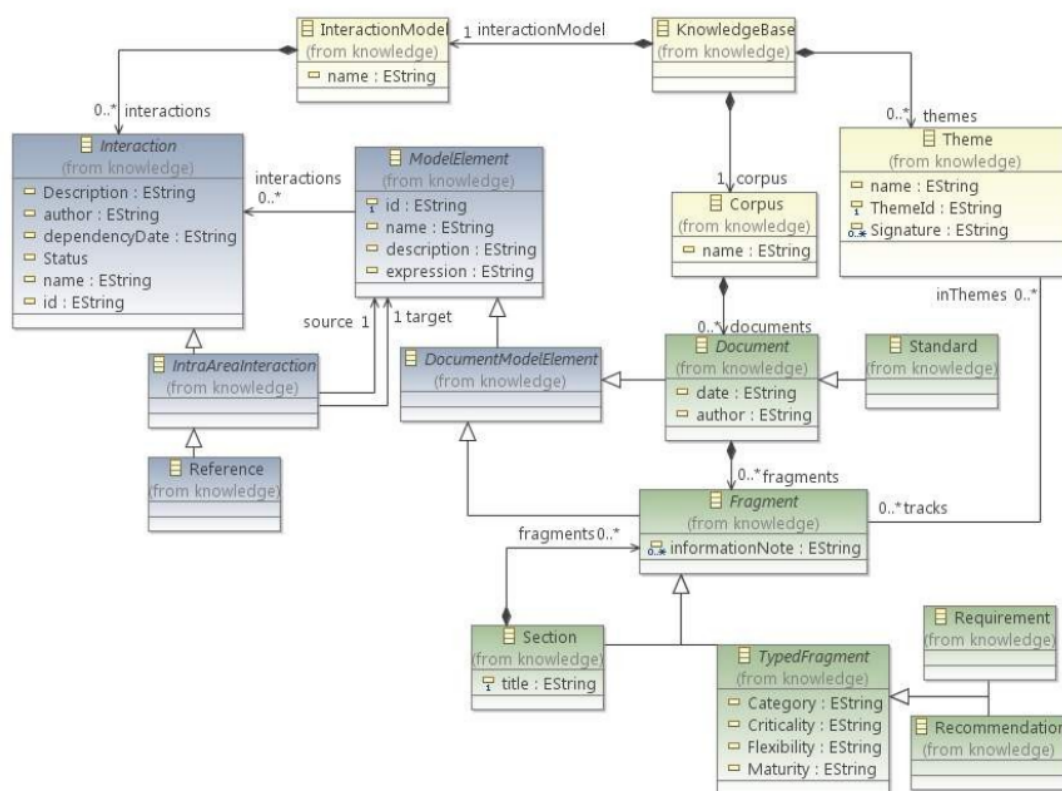 InteractionModel
(from knowledge)
name : EString
1 interactionModel
KnowledgeBase
(from knowledge)
0..* interactions
0..* themes
Interaction
(from knowledge)
Description : EString
author : EString
dependencyDate : EString
Status
name : EString
id : EString
interactions
0..*
ModelElement
(from knowledge)
1 id : EString
name : EString
description : EString
expression : EString
1 corpus
Corpus
(from knowledge)
name : EString
Theme
(from knowledge)
name : EString
1 ThemeId : EString
0..* Signature : EString
inThemes 0..*
source 1
1 target
0..* documents
IntraAreaInteraction
(from knowledge)
DocumentModelElement
(from knowledge)
Document
(from knowledge)
date : EString
author : EString
Standard
(from knowledge)
Reference
(from knowledge)
0..* fragments
Fragment
(from knowledge)
0..* informationNote : EString
0..* tracks
fragments 0..*
Section
(from knowledge)
1 title : EString
TypedFragment
(from knowledge)
Category : EString
Criticality : EString
Flexibility : EString
Maturity : EString
Requirement
(from knowledge)
Recommendation
(from knowledge)